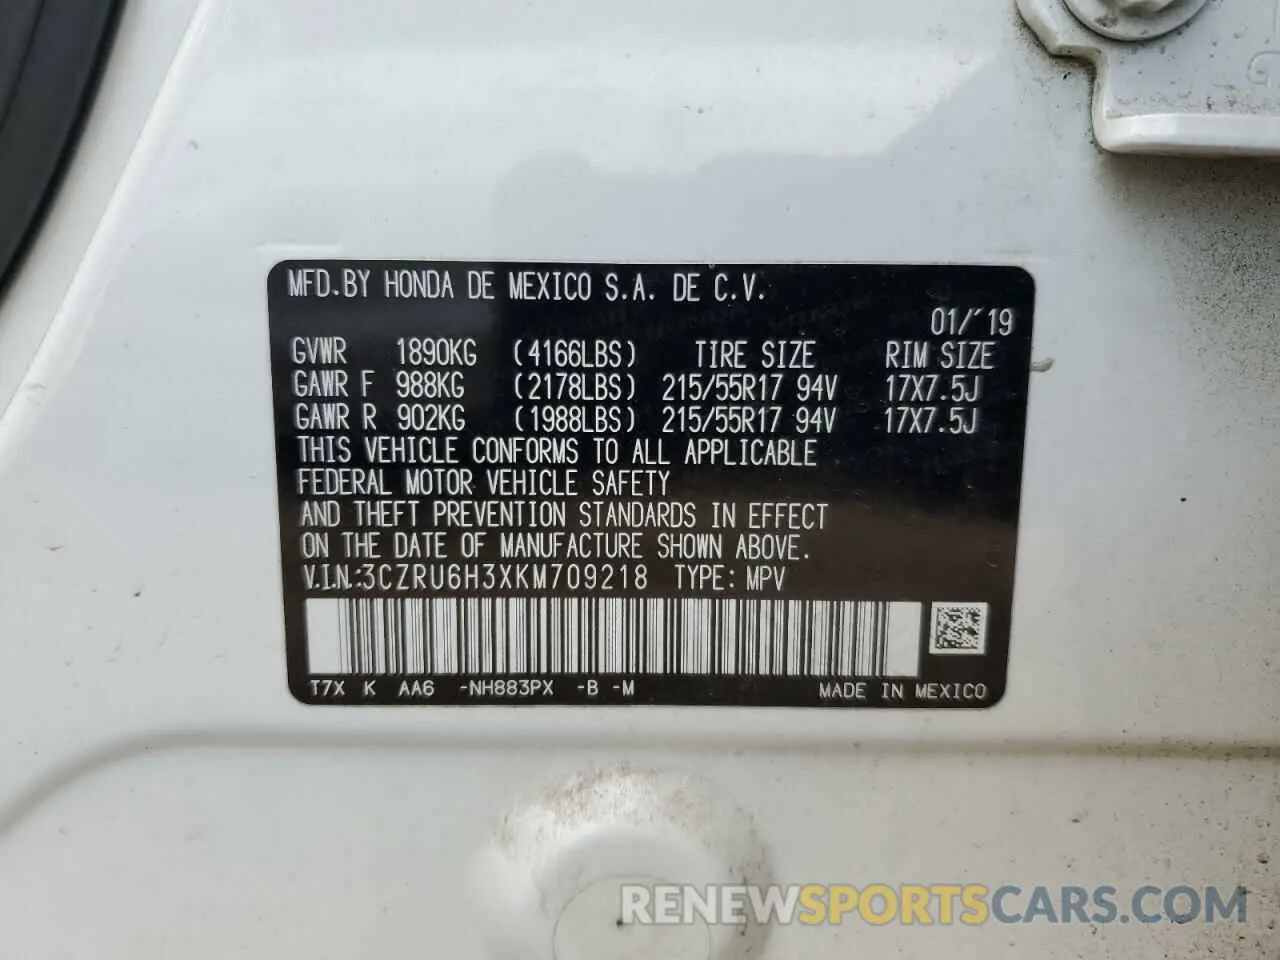 MFD.BY HONDA DE MEXICO S.A. DE C.V.
01/'19
GVWR 1890KG (4166LBS) TIRE SIZE RIM SIZE
GAWR F 988KG (2178LBS) 215/55R17 94V 17X7.5J
GAWR R 902KG (1988LBS) 215/55R17 94V 17X7.5J
THIS VEHICLE CONFORMS TO ALL APPLICABLE
FEDERAL MOTOR VEHICLE SAFETY
AND THEFT PREVENTION STANDARDS IN EFFECT
ON THE DATE OF MANUFACTURE SHOWN ABOVE.
V.I.N.:3CZRU6H3XKM709218 TYPE: MPV
T7X K AA6 -NH883PX -B -M MADE IN MEXICO
RENEWSPORTSCARS.COM